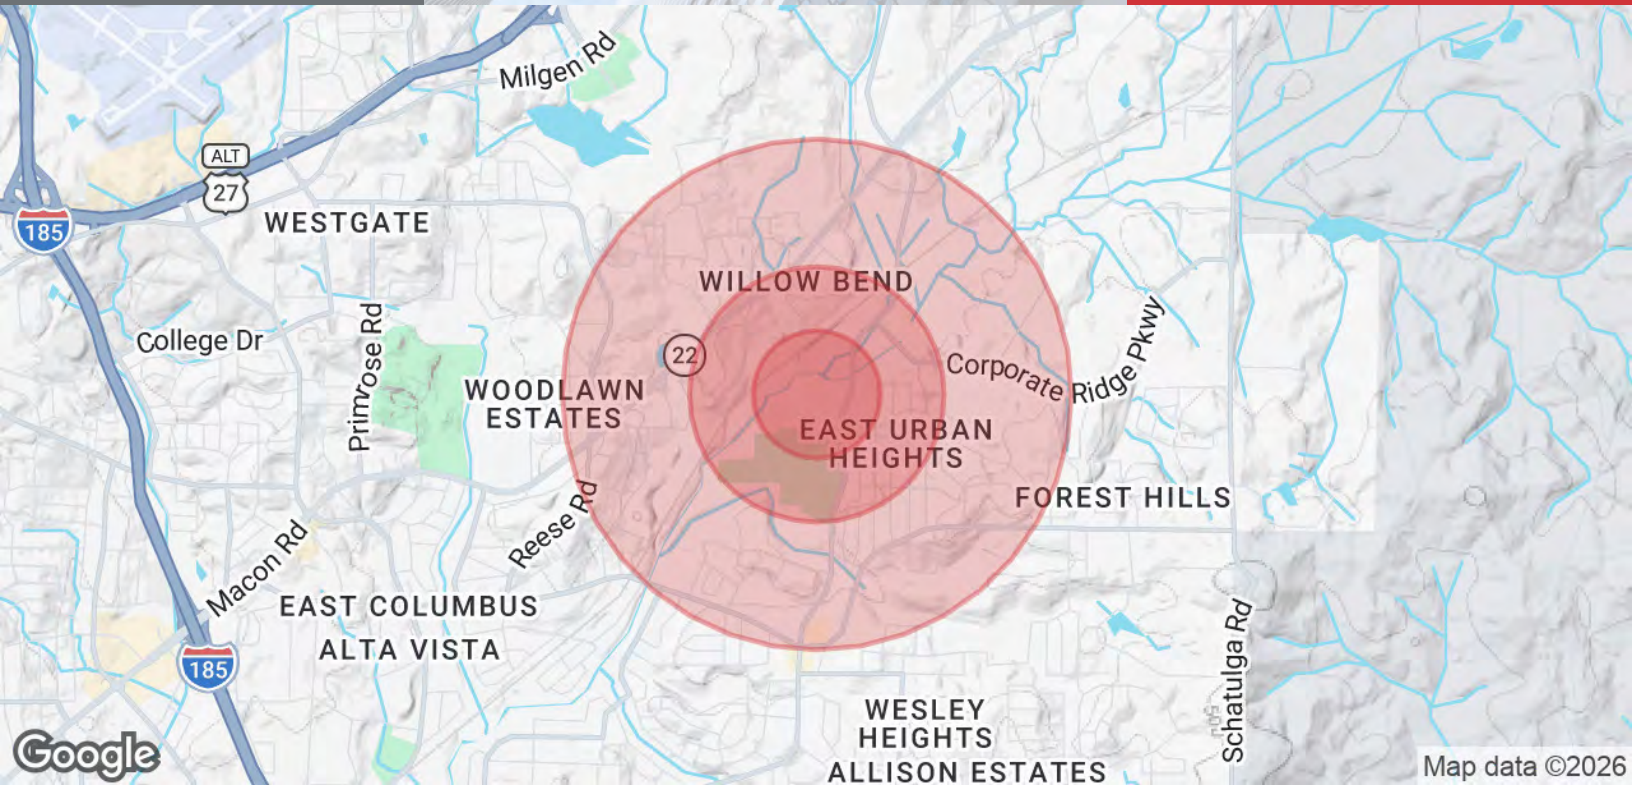 Milgen Rd
ALT
27
185
WESTGATE
WILLOW BEND
College Dr
Primrose Rd
22
Corporate Ridge Pkwy
WOODLAWN
ESTATES
EAST URBAN
HEIGHTS
FOREST HILLS
Reese Rd
Macon Rd
EAST COLUMBUS
ALTA VISTA
185
Schatulga Rd
WESLEY
HEIGHTS
ALLISON ESTATES
Google
Map data ©2026